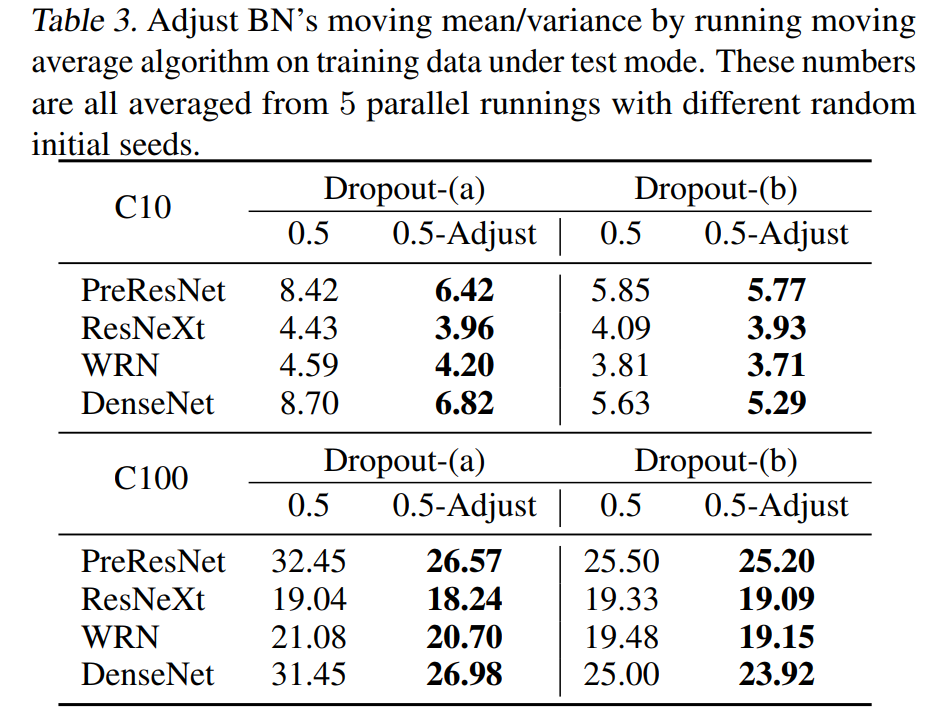 Table 3. Adjust BN's moving mean/variance by running moving
average algorithm on training data under test mode. These numbers
are all averaged from 5 parallel runnings with different random
initial seeds.
C10 Dropout-(a) Dropout-(b)
0.5 0.5-Adjust 0.5 0.5-Adjust
PreResNet 8.42 6.42 5.85 5.77
ResNeXt 4.43 3.96 4.09 3.93
WRN 4.59 4.20 3.81 3.71
DenseNet 8.70 6.82 5.63 5.29
C100 Dropout-(a) Dropout-(b)
0.5 0.5-Adjust 0.5 0.5-Adjust
PreResNet 32.45 26.57 25.50 25.20
ResNeXt 19.04 18.24 19.33 19.09
WRN 21.08 20.70 19.48 19.15
DenseNet 31.45 26.98 25.00 23.92